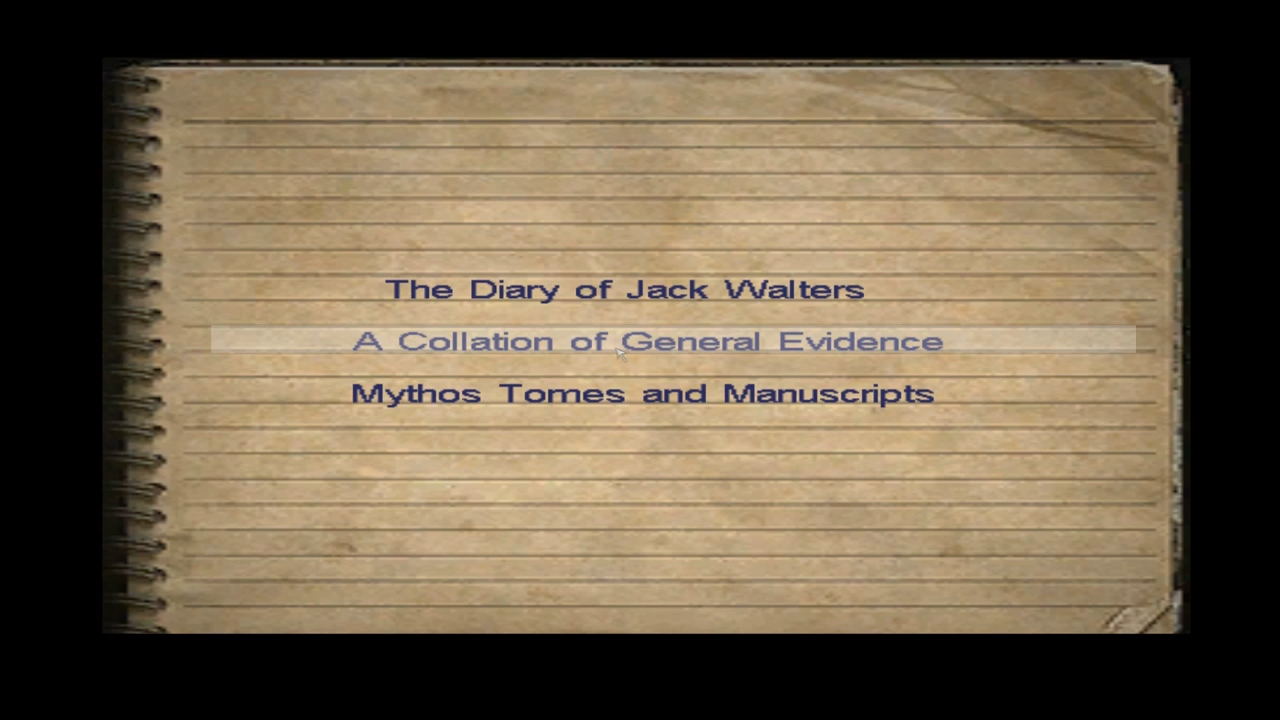 The Diary of Jack Walters
A Collation of General Evidence
Mythos Tomes and Manuscripts